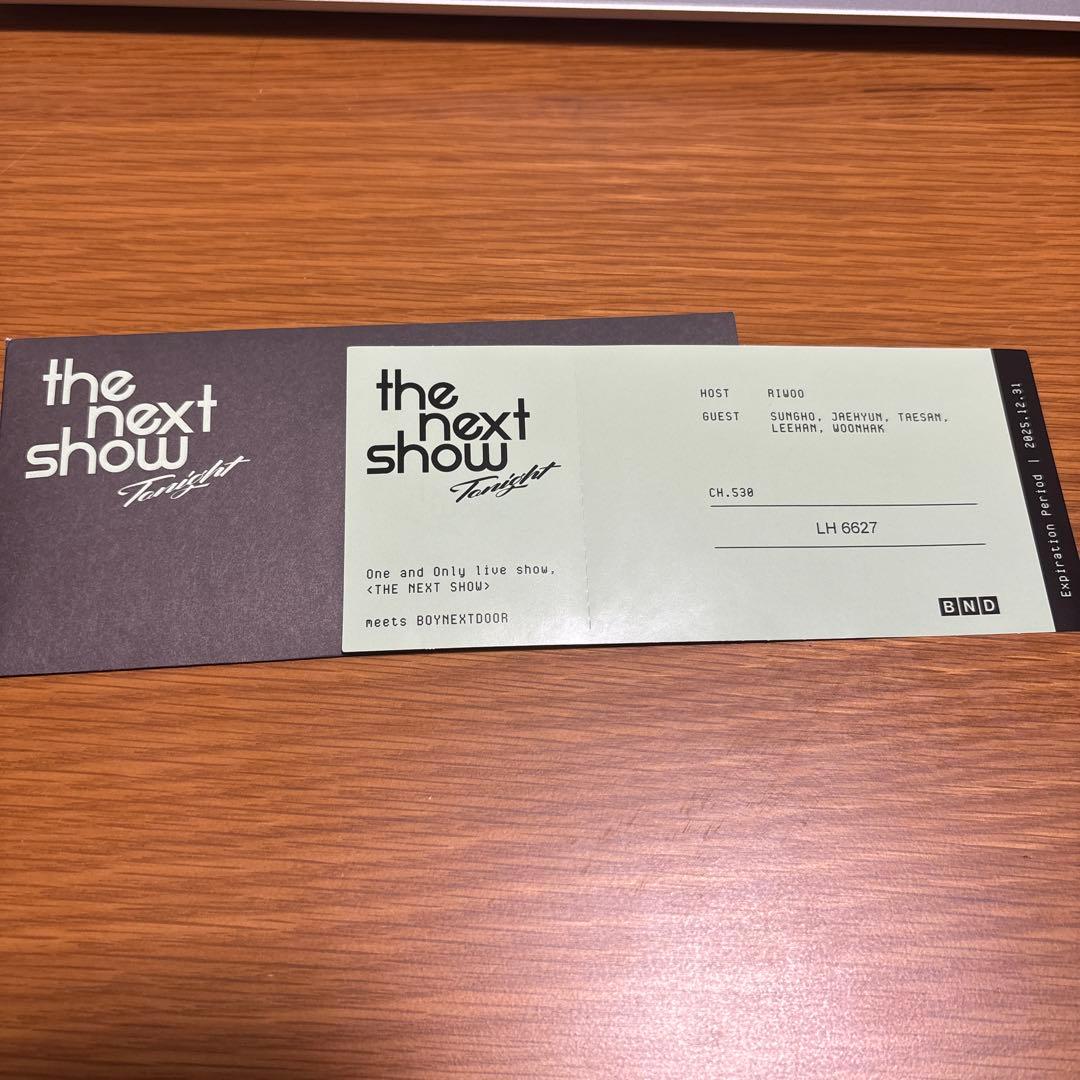 the
next
show
Tonight
the
next
show
Tonight
One and Only live show,
<THE NEXT SHOW>
meets BOYNEXTDOOR
HOST RIWOO
GUEST SUNGHO, JAEHYUN, TAESAN,
LEEHAN, WOONHAK
CH.530
LH 6627
BND
Expiration Period | 2025.12.31